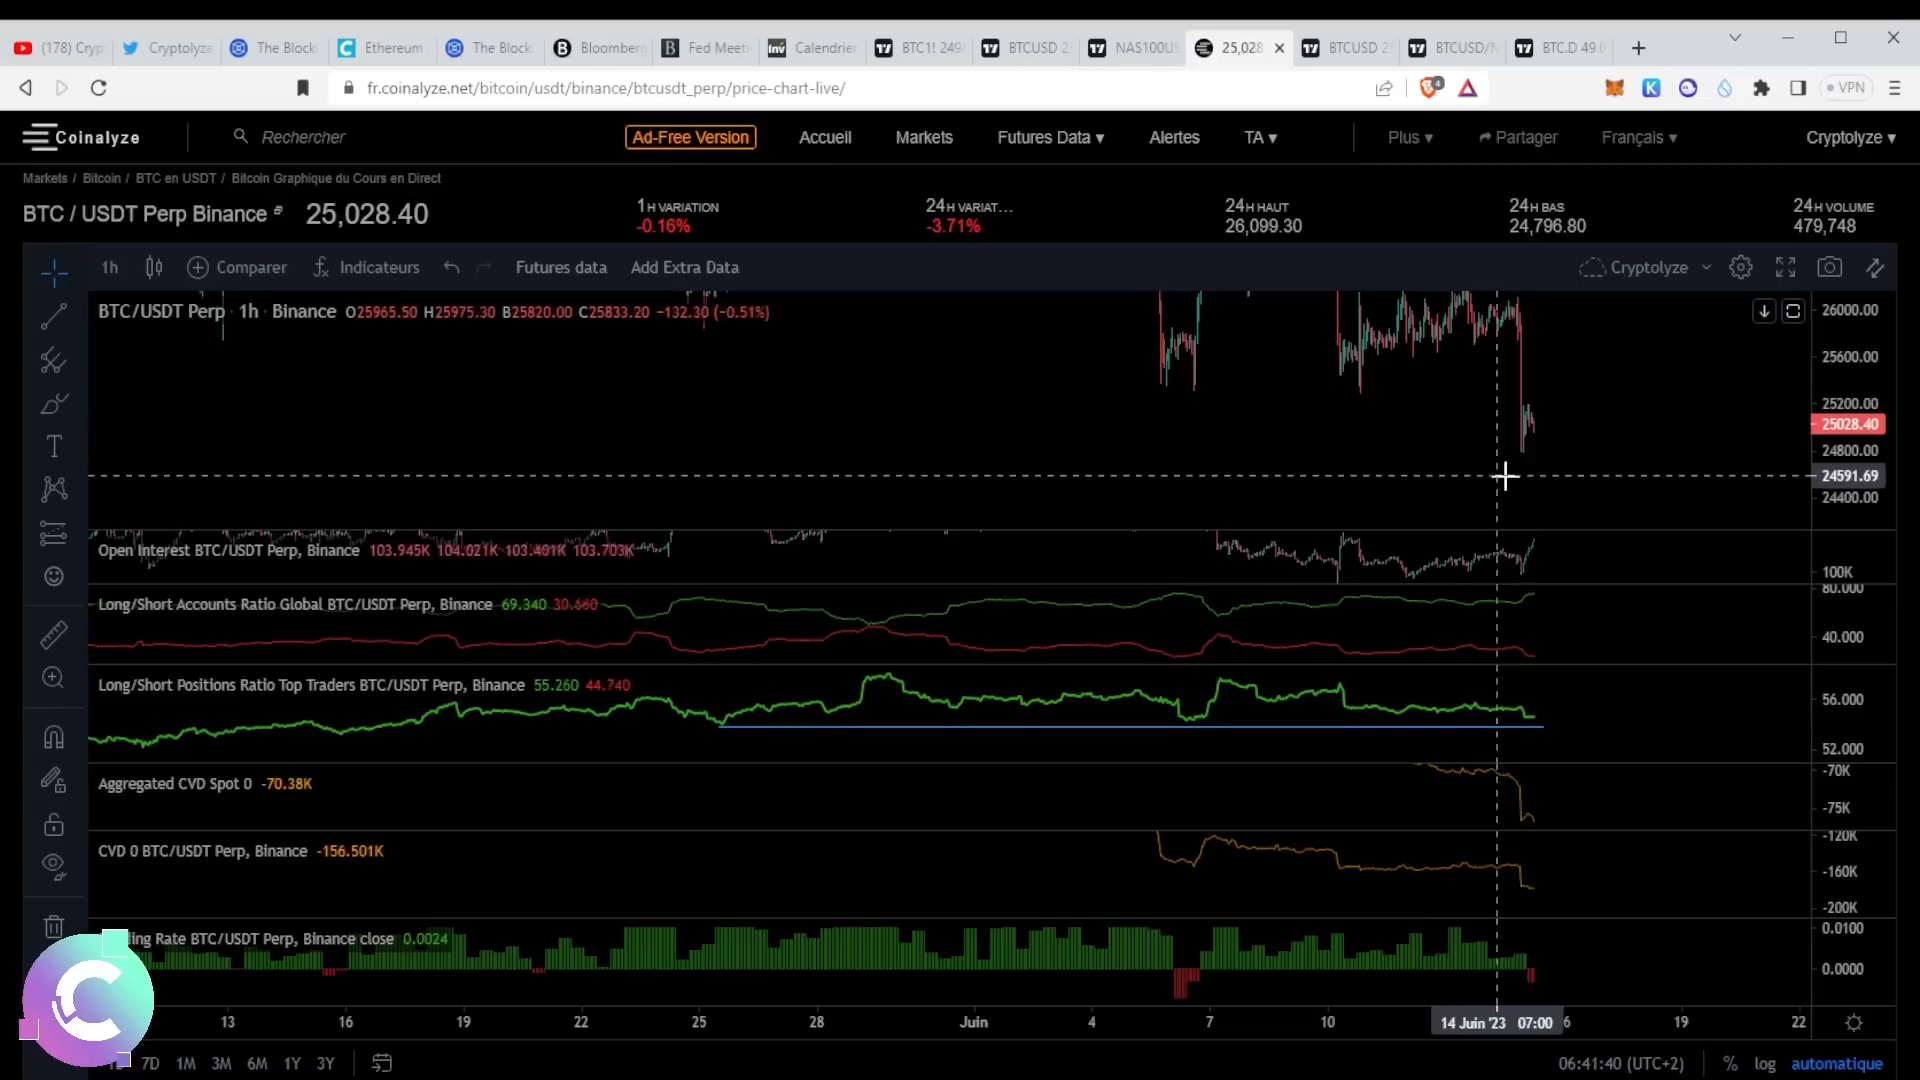 (178) Cryp
Cryptolyze
The Block
Ethereum
The Block
Bloomberg
Fed Meeti
Calendrier
BTC1! 249
BTCUSD 2
NAS100US
25,028
BTCUSD 25
BTCUSD/
BTC.D 49.0
fr.coinalyze.net/bitcoin/usdt/binance/btcusdt_perp/price-chart-live/
4
VPN
Coinalyze
Rechercher
Ad-Free Version
Accueil
Markets
Futures Data ▾
Alertes
TA ▾
Plus ▾
Partager
Français ▾
Cryptolyze ▾
Markets / Bitcoin / BTC en USDT / Bitcoin Graphique du Cours en Direct
BTC / USDT Perp Binance
25,028.40
1H VARIATION
-0.16%
24H VARIAT...
-3.71%
24H HAUT
26,099.30
24H BAS
24,796.80
24H VOLUME
479,748
1h
Comparer
Indicateurs
Futures data
Add Extra Data
Cryptolyze
BTC/USDT Perp · 1h · Binance O25965.50 H25975.30 B25820.00 C25833.20 −132.30 (−0.51%)
26000.00
25600.00
25200.00
25028.40
24800.00
24591.69
24400.00
Open Interest BTC/USDT Perp, Binance 103.945K 104.021K 103.401K 103.703K
100K
Long/Short Accounts Ratio Global BTC/USDT Perp, Binance 69.340 30.660
80.000
40.000
Long/Short Positions Ratio Top Traders BTC/USDT Perp, Binance 55.260 44.740
56.000
52.000
Aggregated CVD Spot 0 -70.38K
-70K
-75K
CVD 0 BTC/USDT Perp, Binance -156.501K
-120K
-160K
-200K
ding Rate BTC/USDT Perp, Binance close 0.0024
0.0100
0.0000
13
16
19
22
25
28
Juin
4
7
10
14 Juin '23 07:00
6
19
22
7D
1M
3M
6M
1Y
3Y
06:41:40 (UTC+2)
%
log
automatique